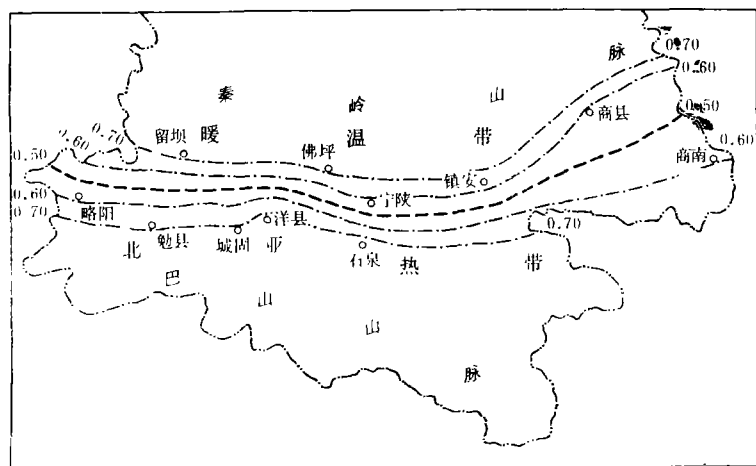 秦岭山脉
暖温带
北亚热带
巴山山脉
0.70
0.60
0.50
0.60
0.70
0.60
0.50
0.60
0.70
0.70
留坝
佛坪
镇安
商县
商南
宁陕
略阳
勉县
城固
洋县
石泉